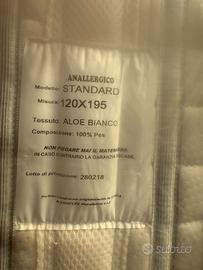 ANALLERGICO
Modello: STANDARD
Misura: 120X195
Tessuto: ALOE BIANCO
Composizione: 100% Pes
NON PIEGARE MAI IL MATERASSO,
IN CASO CONTRARIO LA GARANZIA DECADE.
Lotto di produzione: 280218
subito